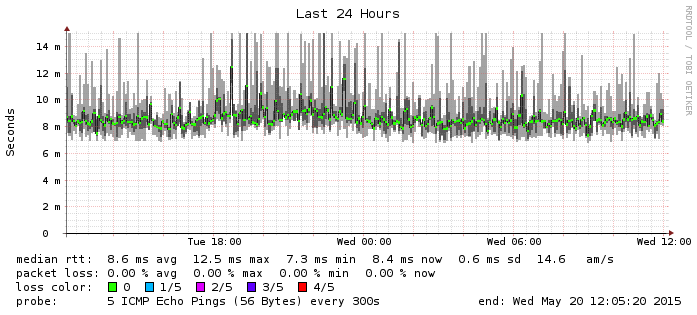 Last 24 Hours
RRDTOOL / TOBI OETIKER
Seconds
14 m
12 m
10 m
8 m
6 m
4 m
2 m
0
Tue 18:00 Wed 00:00 Wed 06:00 Wed 12:00
median rtt: 8.6 ms avg 12.5 ms max 7.3 ms min 8.4 ms now 0.6 ms sd 14.6 am/s
packet loss: 0.00 % avg 0.00 % max 0.00 % min 0.00 % now
loss color: 0 1/5 2/5 3/5 4/5
probe: 5 ICMP Echo Pings (56 Bytes) every 300s end: Wed May 20 12:05:20 2015